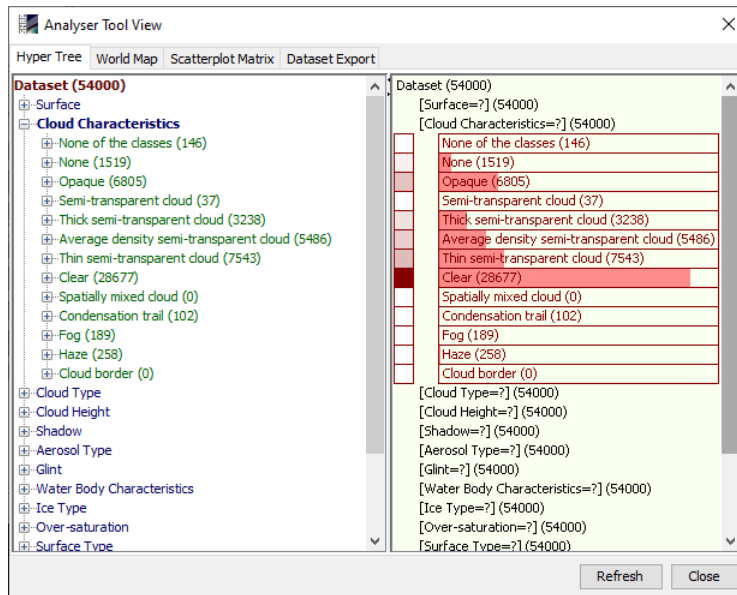 Analyser Tool View
Hyper Tree World Map Scatterplot Matrix Dataset Export
Dataset (54000)
Surface
Cloud Characteristics
None of the classes (146)
None (1519)
Opaque (6805)
Semi-transparent cloud (37)
Thick semi-transparent cloud (3238)
Average density semi-transparent cloud (5486)
Thin semi-transparent cloud (7543)
Clear (28677)
Spatially mixed cloud (0)
Condensation trail (102)
Fog (189)
Haze (258)
Cloud border (0)
Cloud Type
Cloud Height
Shadow
Aerosol Type
Glint
Water Body Characteristics
Ice Type
Over-saturation
Surface Type
Dataset (54000)
[Surface=?] (54000)
[Cloud Characteristics=?] (54000)
None of the classes (146)
None (1519)
Opaque (6805)
Semi-transparent cloud (37)
Thick semi-transparent cloud (3238)
Average density semi-transparent cloud (5486)
Thin semi-transparent cloud (7543)
Clear (28677)
Spatially mixed cloud (0)
Condensation trail (102)
Fog (189)
Haze (258)
Cloud border (0)
[Cloud Type=?] (54000)
[Cloud Height=?] (54000)
[Shadow=?] (54000)
[Aerosol Type=?] (54000)
[Glint=?] (54000)
[Water Body Characteristics=?] (54000)
[Ice Type=?] (54000)
[Over-saturation=?] (54000)
[Surface Type=?] (54000)
Refresh Close